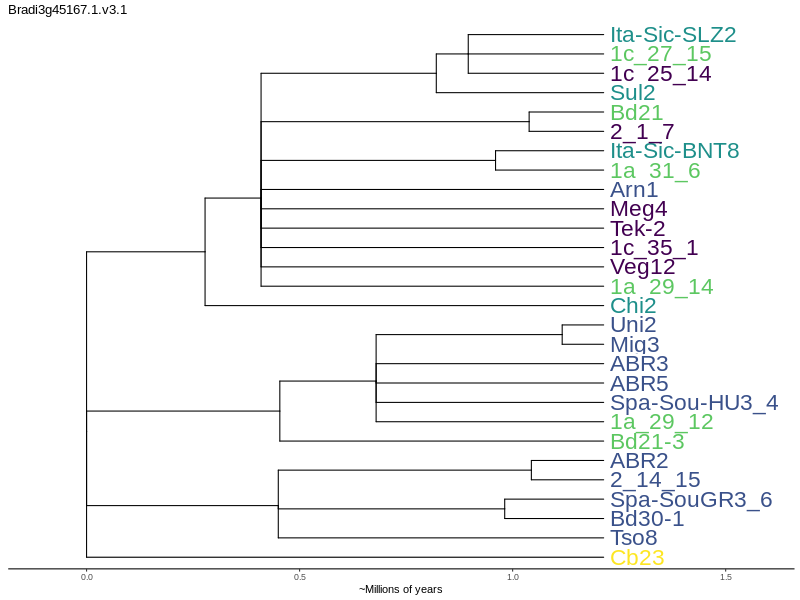 Bradi3g45167.1.v3.1
Ita-Sic-SLZ2
1c_27_15
1c_25_14
Sul2
Bd21
2_1_7
Ita-Sic-BNT8
1a_31_6
Arn1
Meg4
Tek-2
1c_35_1
Veg12
1a_29_14
Chi2
Uni2
Miq3
ABR3
ABR5
Spa-Sou-HU3_4
1a_29_12
Bd21-3
ABR2
2_14_15
Spa-SouGR3_6
Bd30-1
Tso8
Cb23
0.0 0.5 1.0 1.5
~Millions of years